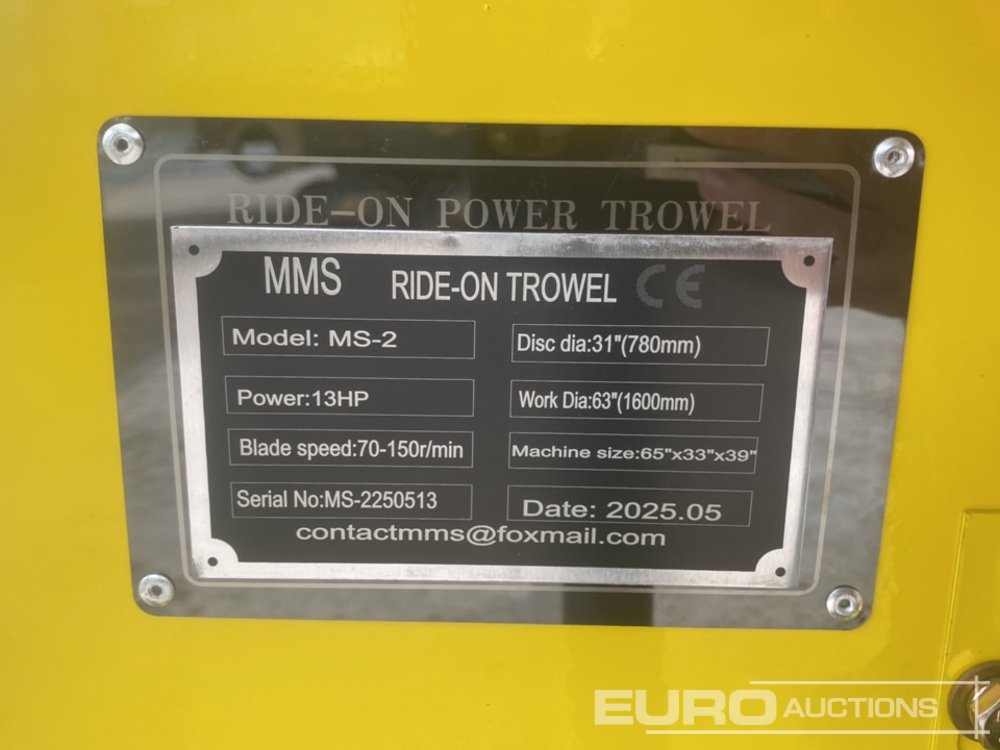 RIDE-ON POWER TROWEL
MMS RIDE-ON TROWEL CE
Model: MS-2
Disc dia:31"(780mm)
Power:13HP
Work Dia:63"(1600mm)
Blade speed:70-150r/min
Machine size:65"x33"x39"
Serial No:MS-2250513
Date: 2025.05
contactmms@foxmail.com
EURO AUCTIONS